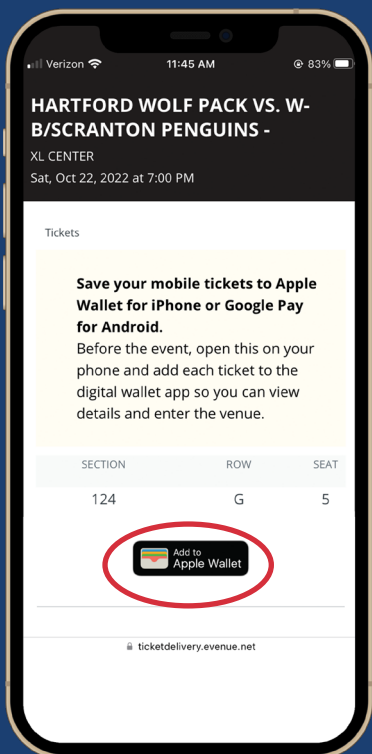 Verizon 11:45 AM 83%
HARTFORD WOLF PACK VS. W-
B/SCRANTON PENGUINS -
XL CENTER
Sat, Oct 22, 2022 at 7:00 PM
Tickets
Save your mobile tickets to Apple
Wallet for iPhone or Google Pay
for Android.
Before the event, open this on your
phone and add each ticket to the
digital wallet app so you can view
details and enter the venue.
SECTION ROW SEAT
124 G 5
Add to
Apple Wallet
ticketdelivery.evenue.net